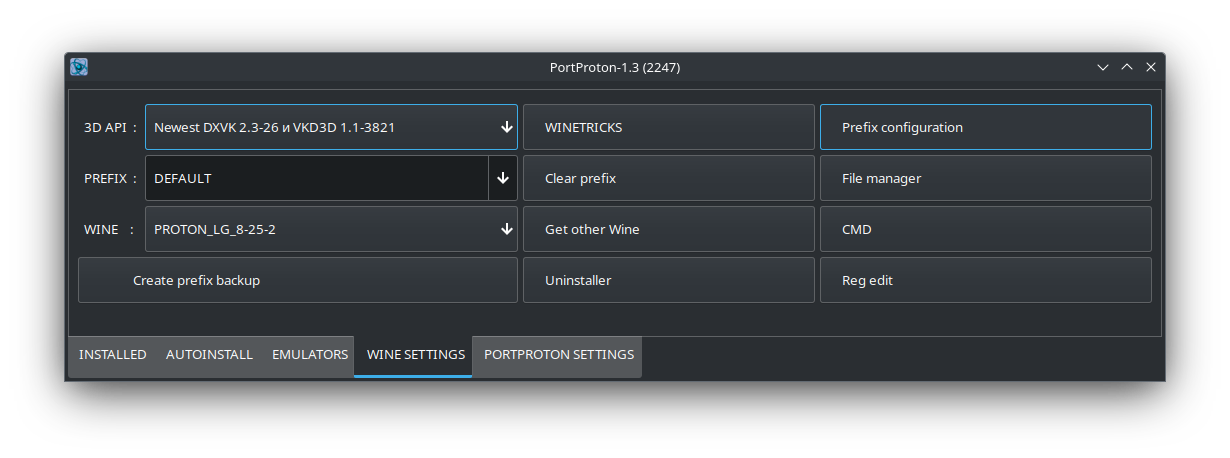 PortProton-1.3 (2247)
3D API : Newest DXVK 2.3-26 и VKD3D 1.1-3821 WINETRICKS Prefix configuration
PREFIX : DEFAULT Clear prefix File manager
WINE : PROTON_LG_8-25-2 Get other Wine CMD
Create prefix backup Uninstaller Reg edit
INSTALLED AUTOINSTALL EMULATORS WINE SETTINGS PORTPROTON SETTINGS